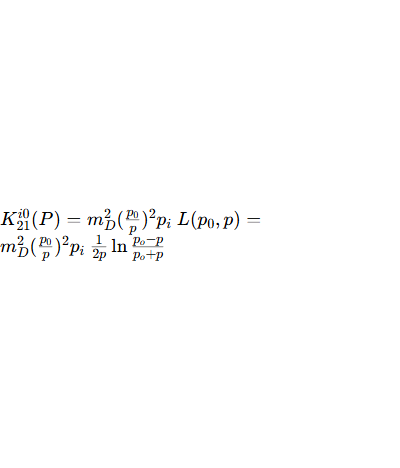 $K_{21}^{i0}(P) = m_D^2(\frac{p_0}{p})^2 p_i \, L(p_0, p) =$
$m_D^2(\frac{p_0}{p})^2 p_i \, \frac{1}{2p} \ln \frac{p_o - p}{p_o + p}$